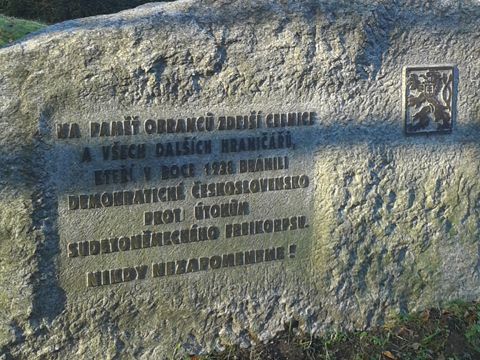 NA PAMĚŤ OBRÁNCŮ ZDEJŠÍ CELNICE
A VŠECH DALŠÍCH HRANIČÁŘŮ,
KTEŘÍ V ROCE 1938 BRÁNILI
DEMOKRATICKÉ ČESKOSLOVENSKO
PROTI ÚTOKŮM
SUDETONĚMECKÉHO FREIKORPSU.
NIKDY NEZAPOMENEME!